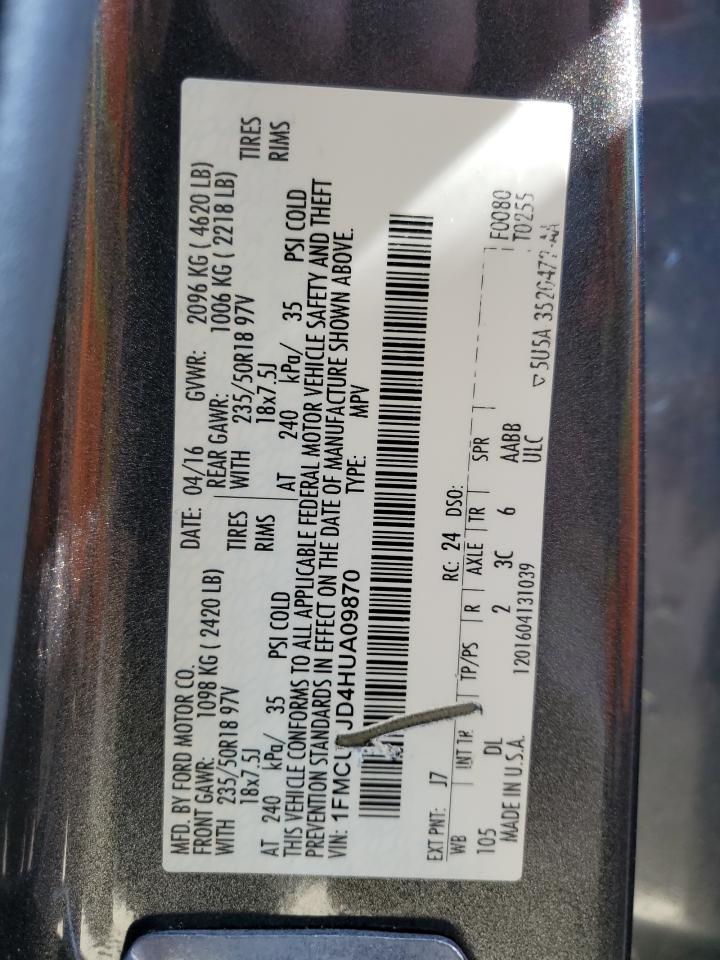 MFD. BY FORD MOTOR CO.
DATE: 04/16 GVWR: 2096 KG ( 4620 LB)
FRONT GAWR: 1098 KG ( 2420 LB)
REAR GAWR: 1006 KG ( 2218 LB)
WITH 235/50R18 97V TIRES
WITH 235/50R18 97V TIRES
18x7.5J RIMS
18x7.5J RIMS
AT 240 kPa/ 35 PSI COLD
AT 240 kPa/ 35 PSI COLD
THIS VEHICLE CONFORMS TO ALL APPLICABLE FEDERAL MOTOR VEHICLE SAFETY AND THEFT
PREVENTION STANDARDS IN EFFECT ON THE DATE OF MANUFACTURE SHOWN ABOVE.
VIN: 1FMCU JD4HUA09870 TYPE: MPV
EXT PNT: J7 RC: 24 DSO: F0080
WB INT TR TP/PS R AXLE TR SPR T0255
105 DL 2 3C 6 AABB
MADE IN U.S.A. 1201604131039 ULC